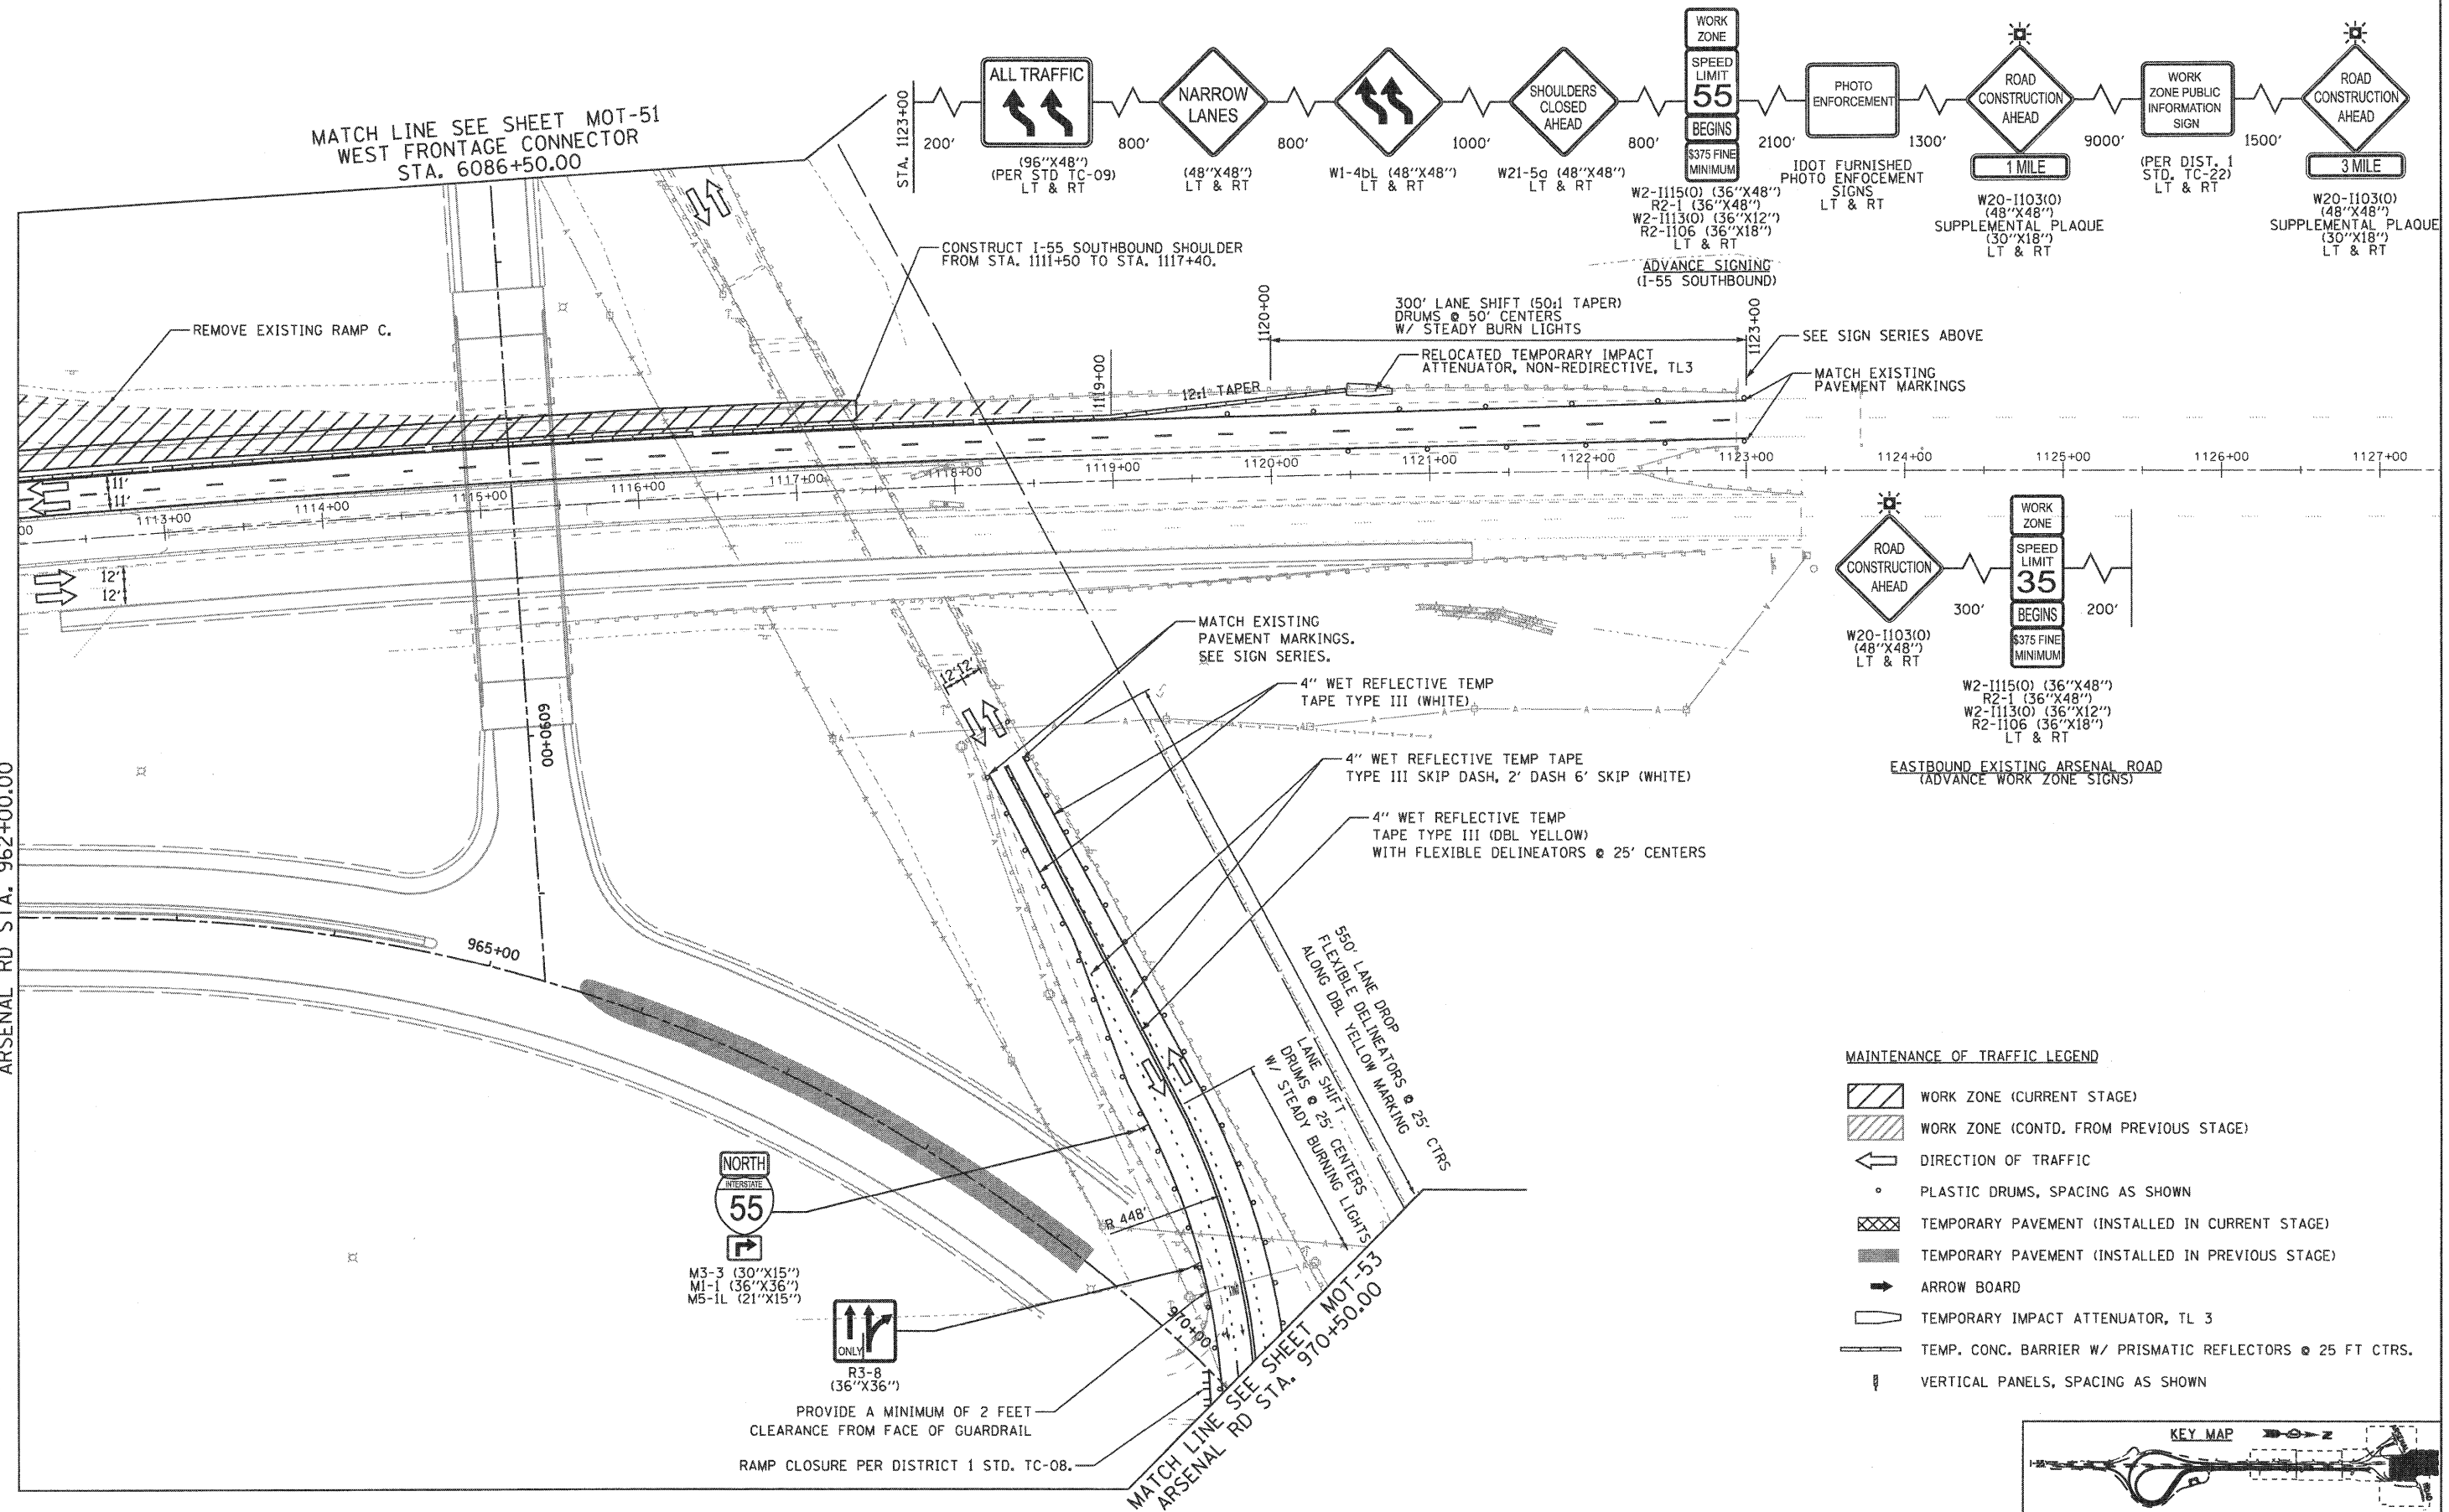 MATCH LINE SEE SHEET MOT-51
WEST FRONTAGE CONNECTOR
STA. 6086+50.00
STA. 1123+00
200'
ALL TRAFFIC
(96"X48")
(PER STD TC-09)
LT & RT
800'
NARROW
LANES
(48"X48")
LT & RT
800'
W1-4bL (48"X48")
LT & RT
1000'
SHOULDERS
CLOSED
AHEAD
W21-5a (48"X48")
LT & RT
800'
WORK
ZONE
SPEED
LIMIT
55
BEGINS
$375 FINE
MINIMUM
W2-I115(O) (36"X48")
R2-1 (36"X48")
W2-I113(O) (36"X12")
R2-I106 (36"X18")
LT & RT
2100'
PHOTO
ENFORCEMENT
IDOT FURNISHED
PHOTO ENFOCEMENT
SIGNS
LT & RT
1300'
ROAD
CONSTRUCTION
AHEAD
1 MILE
W20-I103(O)
(48"X48")
SUPPLEMENTAL PLAQUE
(30"X18")
LT & RT
9000'
WORK
ZONE PUBLIC
INFORMATION
SIGN
(PER DIST. 1
STD. TC-22)
LT & RT
1500'
ROAD
CONSTRUCTION
AHEAD
3 MILE
W20-I103(O)
(48"X48")
SUPPLEMENTAL PLAQUE
(30"X18")
LT & RT
ADVANCE SIGNING
(I-55 SOUTHBOUND)
CONSTRUCT I-55 SOUTHBOUND SHOULDER
FROM STA. 1111+50 TO STA. 1117+40.
REMOVE EXISTING RAMP C.
1120+00
300' LANE SHIFT (50:1 TAPER)
DRUMS @ 50' CENTERS
W/ STEADY BURN LIGHTS
1123+00
SEE SIGN SERIES ABOVE
RELOCATED TEMPORARY IMPACT
ATTENUATOR, NON-REDIRECTIVE, TL3
MATCH EXISTING
PAVEMENT MARKINGS
1119+00
12:1 TAPER
11'
11'
00
1113+00
1114+00
1115+00
1116+00
1117+00
1118+00
1119+00
1120+00
1121+00
1122+00
1123+00
1124+00
1125+00
1126+00
1127+00
12'
12'
ROAD
CONSTRUCTION
AHEAD
W20-I103(O)
(48"X48")
LT & RT
300'
WORK
ZONE
SPEED
LIMIT
35
BEGINS
$375 FINE
MINIMUM
200'
W2-I115(O) (36"X48")
R2-1 (36"X48")
W2-I113(O) (36"X12")
R2-I106 (36"X18")
LT & RT
EASTBOUND EXISTING ARSENAL ROAD
(ADVANCE WORK ZONE SIGNS)
MATCH EXISTING
PAVEMENT MARKINGS.
SEE SIGN SERIES.
12'12'
4" WET REFLECTIVE TEMP
TAPE TYPE III (WHITE)
4" WET REFLECTIVE TEMP TAPE
TYPE III SKIP DASH, 2' DASH 6' SKIP (WHITE)
4" WET REFLECTIVE TEMP
TAPE TYPE III (DBL YELLOW)
WITH FLEXIBLE DELINEATORS @ 25' CENTERS
6090+00
ARSENAL RD STA. 962+00.00
965+00
550' LANE DROP
FLEXIBLE DELINEATORS @ 25' CTRS
ALONG DBL YELLOW MARKING
LANE SHIFT
DRUMS @ 25' CENTERS
W/ STEADY BURNING LIGHTS
NORTH
INTERSTATE
55
M3-3 (30"X15")
M1-1 (36"X36")
M5-1L (21"X15")
R 448'
ONLY
R3-8
(36"X36")
970+00
PROVIDE A MINIMUM OF 2 FEET
CLEARANCE FROM FACE OF GUARDRAIL
RAMP CLOSURE PER DISTRICT 1 STD. TC-08.
MATCH LINE SEE SHEET MOT-53
ARSENAL RD STA. 970+50.00
MAINTENANCE OF TRAFFIC LEGEND
WORK ZONE (CURRENT STAGE)
WORK ZONE (CONTD. FROM PREVIOUS STAGE)
DIRECTION OF TRAFFIC
PLASTIC DRUMS, SPACING AS SHOWN
TEMPORARY PAVEMENT (INSTALLED IN CURRENT STAGE)
TEMPORARY PAVEMENT (INSTALLED IN PREVIOUS STAGE)
ARROW BOARD
TEMPORARY IMPACT ATTENUATOR, TL 3
TEMP. CONC. BARRIER W/ PRISMATIC REFLECTORS @ 25 FT CTRS.
VERTICAL PANELS, SPACING AS SHOWN
KEY MAP
Z